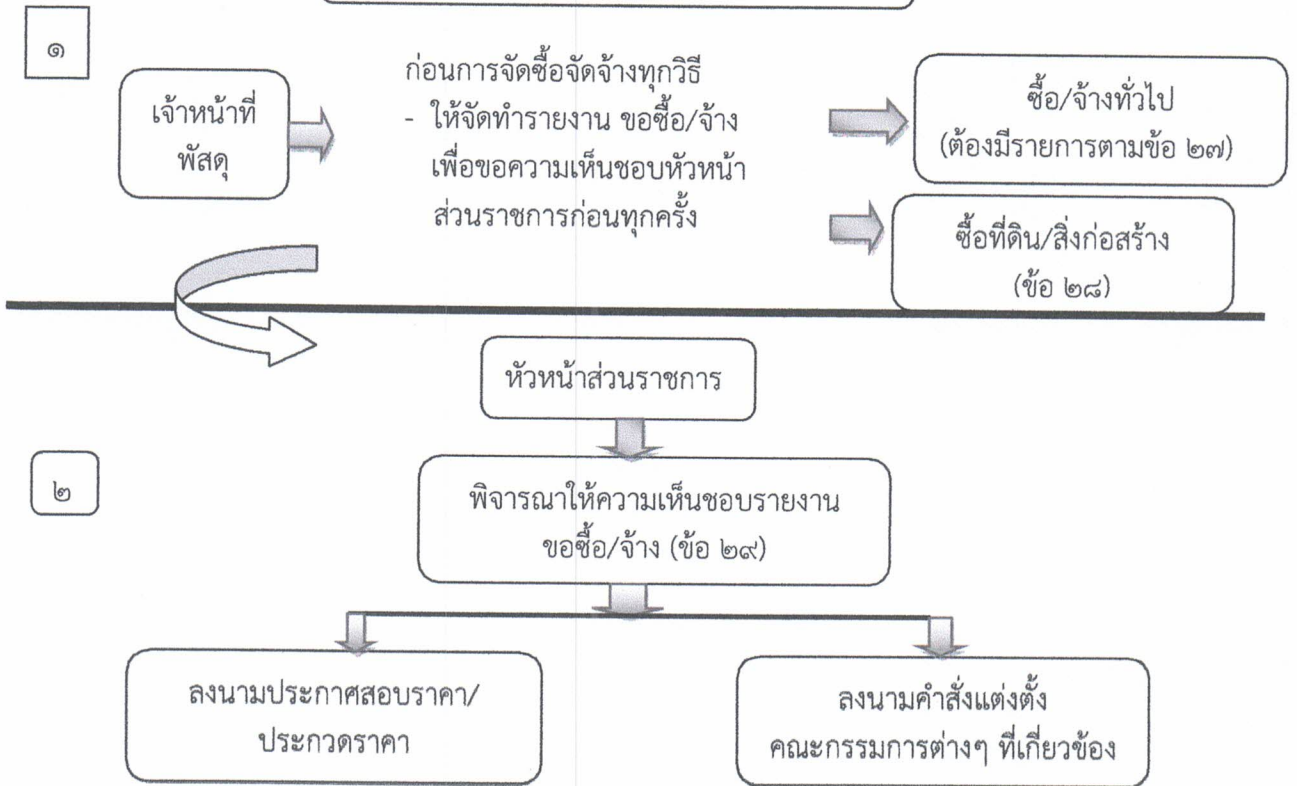 ๑
เจ้าหน้าที่
พัสดุ
ก่อนการจัดซื้อจัดจ้างทุกวิธี
- ให้จัดทำรายงาน ขอซื้อ/จ้าง
เพื่อขอความเห็นชอบหัวหน้า
ส่วนราชการก่อนทุกครั้ง
ซื้อ/จ้างทั่วไป
(ต้องมีรายการตามข้อ ๒๗)
ซื้อที่ดิน/สิ่งก่อสร้าง
(ข้อ ๒๘)
หัวหน้าส่วนราชการ
๒
พิจารณาให้ความเห็นชอบรายงาน
ขอซื้อ/จ้าง (ข้อ ๒๙)
ลงนามประกาศสอบราคา/
ประกวดราคา
ลงนามคำสั่งแต่งตั้ง
คณะกรรมการต่างๆ ที่เกี่ยวข้อง